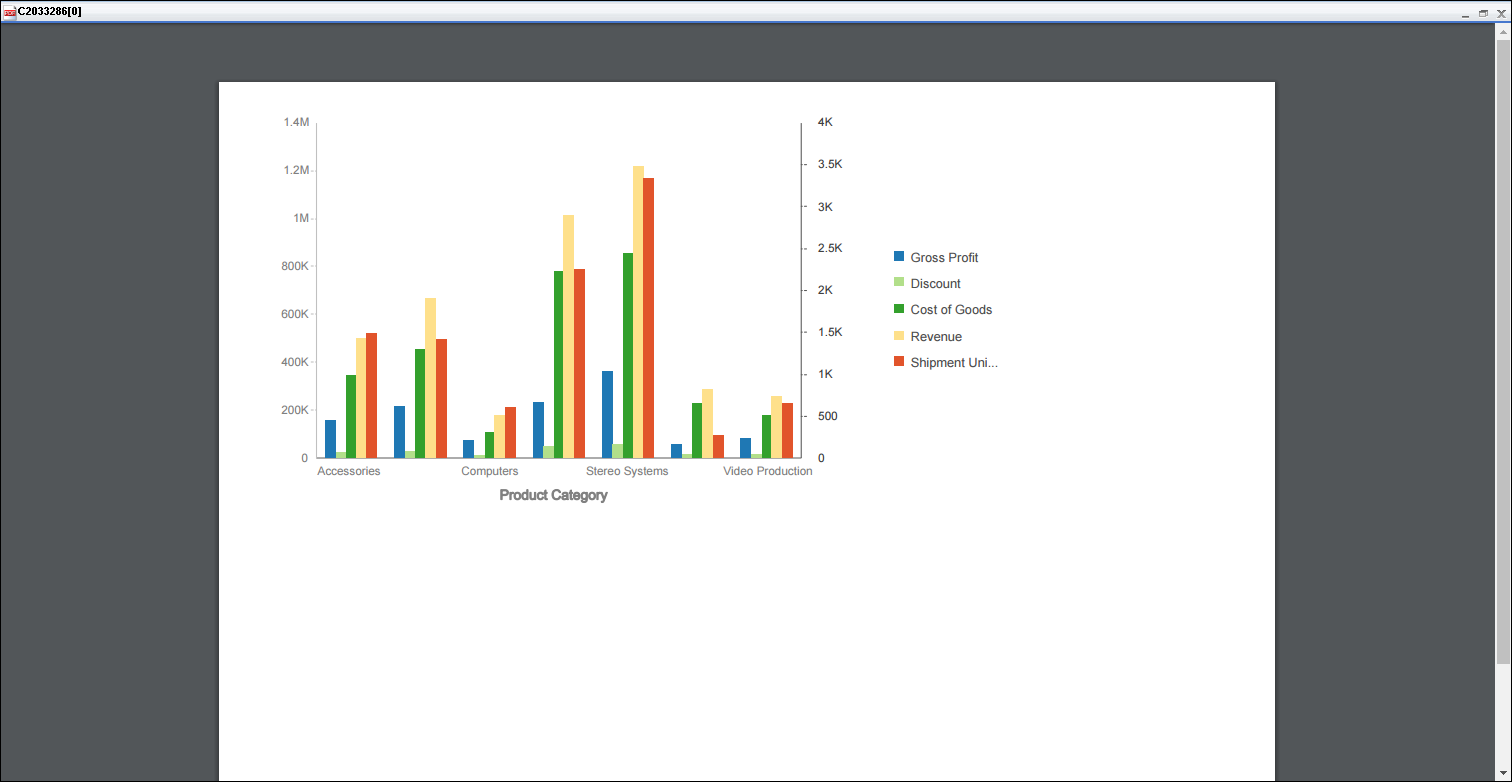 C2033286[0]
1.4M
1.2M
1M
800K
600K
400K
200K
0
4K
3.5K
3K
2.5K
2K
1.5K
1K
500
0
Accessories Computers Stereo Systems Video Production
Product Category
Gross Profit
Discount
Cost of Goods
Revenue
Shipment Uni...